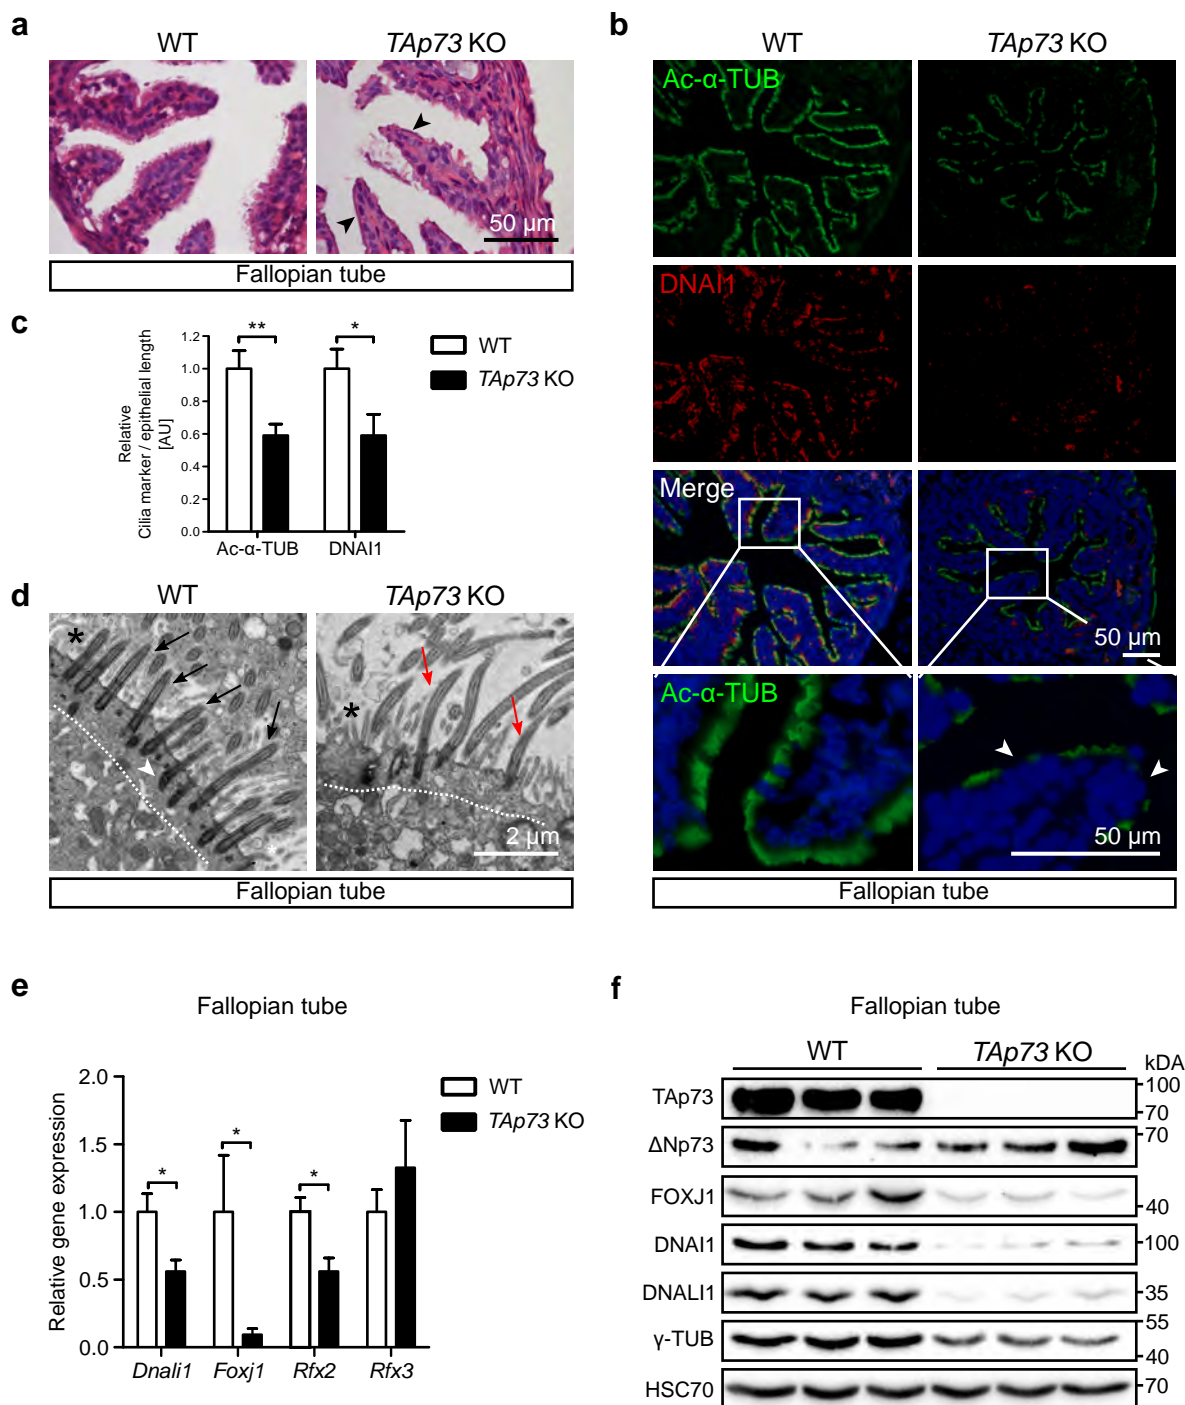 a
WT
TAp73 KO
50 µm
Fallopian tube
b
WT
TAp73 KO
Ac-α-TUB
DNAI1
Merge
50 µm
Ac-α-TUB
50 µm
Fallopian tube
c
Relative
Cilia marker / epithelial length
[AU]
1.2
1.0
0.8
0.6
0.4
0.2
0.0
**
*
Ac-α-TUB
DNAI1
WT
TAp73 KO
d
WT
TAp73 KO
*
*
*
2 µm
Fallopian tube
e
Fallopian tube
Relative gene expression
2.0
1.5
1.0
0.5
0.0
*
*
*
Dnali1
Foxj1
Rfx2
Rfx3
WT
TAp73 KO
f
Fallopian tube
WT
TAp73 KO
kDA
TAp73
100
70
ΔNp73
70
FOXJ1
40
DNAI1
100
DNALI1
35
γ-TUB
55
40
HSC70
70